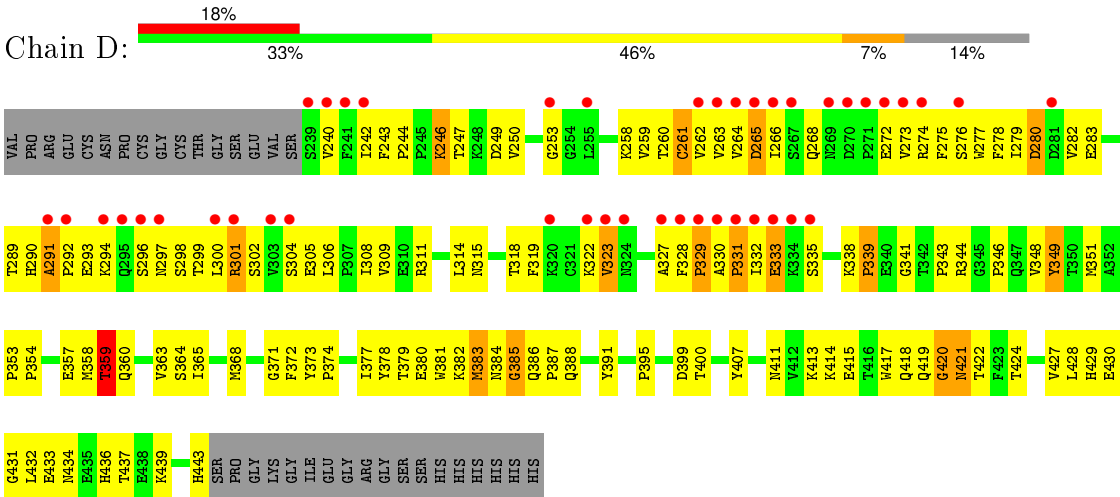 18%
Chain D:
33% 46% 7% 14%
VAL PRO ARG GLU CYS ASN PRO CYS GLY CYS THR GLY SER GLU VAL SER S239 V240 F241 I242 F243 P244 P245 K246 T247 K248 D249 V250 G253 G254 L255 K258 V259 T260 C261 V262 V263 V264 D265 I266 S267 Q268 N269 D270 P271 E272 V273 R274 F275 S276 W277 F278 I279 D280 D281 V282 E283
T289 H290 A291 P292 E293 K294 Q295 S296 N297 S298 T299 L300 R301 S302 V303 S304 E305 L306 P307 I308 V309 E310 R311 L314 N315 T318 F319 K320 C321 K322 V323 N324 A327 F328 P329 A330 P331 I332 E333 K334 S335 K338 P339 E340 G341 T342 P343 R344 G345 P346 Q347 V348 Y349 T350 M351 A352
P353 P354 E357 M358 T359 Q360 V363 S364 I365 M368 G371 F372 Y373 P374 I377 Y378 T379 E380 W381 K382 M383 N384 G385 Q386 P387 Q388 Y391 P395 D399 T400 Y407 N411 V412 K413 K414 E415 T416 W417 Q418 Q419 G420 N421 T422 F423 T424 V427 L428 H429 E430
G431 L432 E433 N434 E435 H436 T437 E438 K439 H443 SER PRO GLY LYS GLY ILE GLU GLY ARG GLY SER SER HIS HIS HIS HIS HIS HIS